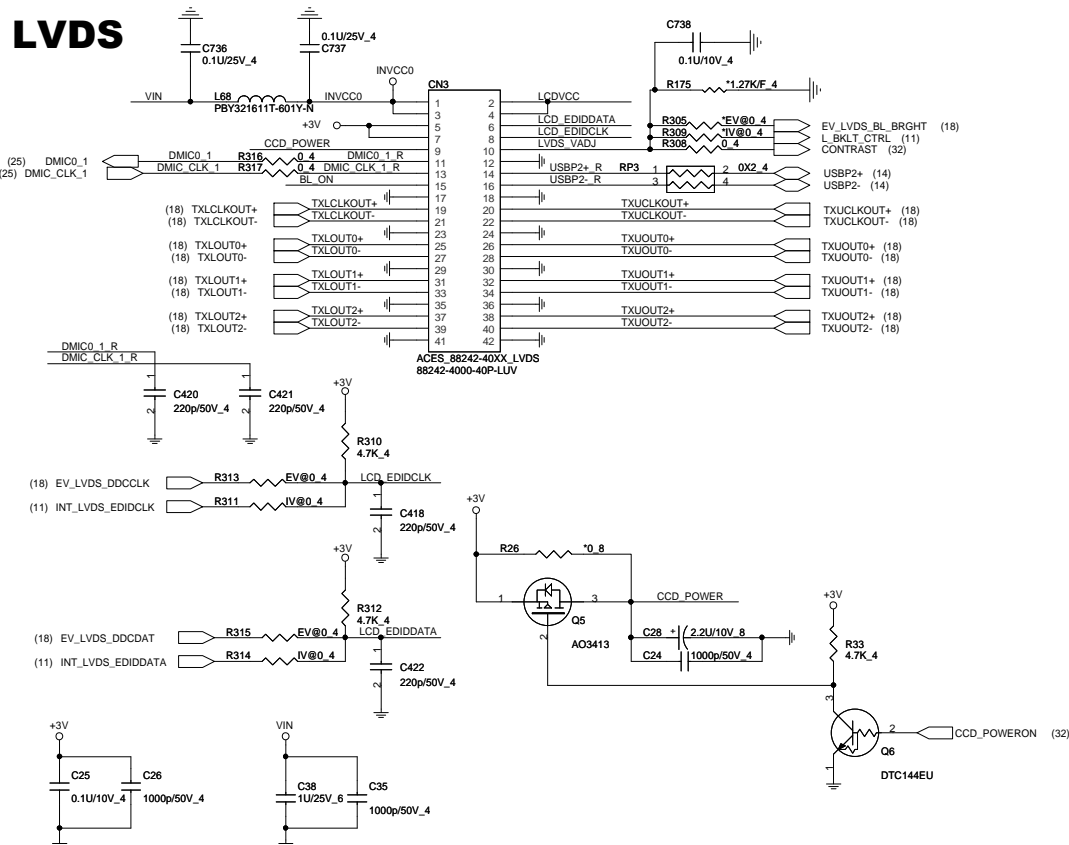 LVDS
C736
0.1U/25V_4
0.1U/25V_4
C737
VIN
L68
PBY321611T-601Y-N
INVCC0
INVCC0
+3V
CCD_POWER
(25) DMIC0_1
DMIC0_1
R316
0_4
DMIC0_1_R
(25) DMIC_CLK_1
DMIC_CLK_1
R317
0_4
DMIC_CLK_1_R
BL_ON
(18) TXLCLKOUT+
TXLCLKOUT+
(18) TXLCLKOUT-
TXLCLKOUT-
(18) TXLOUT0+
TXLOUT0+
(18) TXLOUT0-
TXLOUT0-
(18) TXLOUT1+
TXLOUT1+
(18) TXLOUT1-
TXLOUT1-
(18) TXLOUT2+
TXLOUT2+
(18) TXLOUT2-
TXLOUT2-
CN3
1 2
3 4
5 6
7 8
9 10
11 12
13 14
15 16
17 18
19 20
21 22
23 24
25 26
27 28
29 30
31 32
33 34
35 36
37 38
39 40
41 42
ACES_88242-40XX_LVDS
88242-4000-40P-LUV
C738
0.1U/10V_4
R175
*1.27K/F_4
LCDVCC
LCD_EDIDDATA
LCD_EDIDCLK
LVDS_VADJ
R305
*EV@0_4
EV_LVDS_BL_BRGHT (18)
R309
*IV@0_4
L_BKLT_CTRL (11)
R308
0_4
CONTRAST (32)
USBP2+_R
RP3
1
2
0X2_4
USBP2+ (14)
USBP2-_R
3
4
USBP2- (14)
TXUCLKOUT+
TXUCLKOUT+ (18)
TXUCLKOUT-
TXUCLKOUT- (18)
TXUOUT0+
TXUOUT0+ (18)
TXUOUT0-
TXUOUT0- (18)
TXUOUT1+
TXUOUT1+ (18)
TXUOUT1-
TXUOUT1- (18)
TXUOUT2+
TXUOUT2+ (18)
TXUOUT2-
TXUOUT2- (18)
DMIC0_1_R
DMIC_CLK_1_R
1
2
C420
220p/50V_4
1
2
C421
220p/50V_4
+3V
R310
4.7K_4
(18) EV_LVDS_DDCCLK
R313
EV@0_4
LCD_EDIDCLK
(11) INT_LVDS_EDIDCLK
R311
IV@0_4
1
2
C418
220p/50V_4
+3V
R312
4.7K_4
(18) EV_LVDS_DDCDAT
R315
EV@0_4
LCD_EDIDDATA
(11) INT_LVDS_EDIDDATA
R314
IV@0_4
1
2
C422
220p/50V_4
+3V
R26
*0_8
1
3
2
Q5
AO3413
CCD_POWER
C28
+
2.2U/10V_8
C24
1000p/50V_4
+3V
R33
4.7K_4
3
2
1
Q6
DTC144EU
CCD_POWERON (32)
+3V
C25
0.1U/10V_4
C26
1000p/50V_4
VIN
C38
1U/25V_6
C35
1000p/50V_4